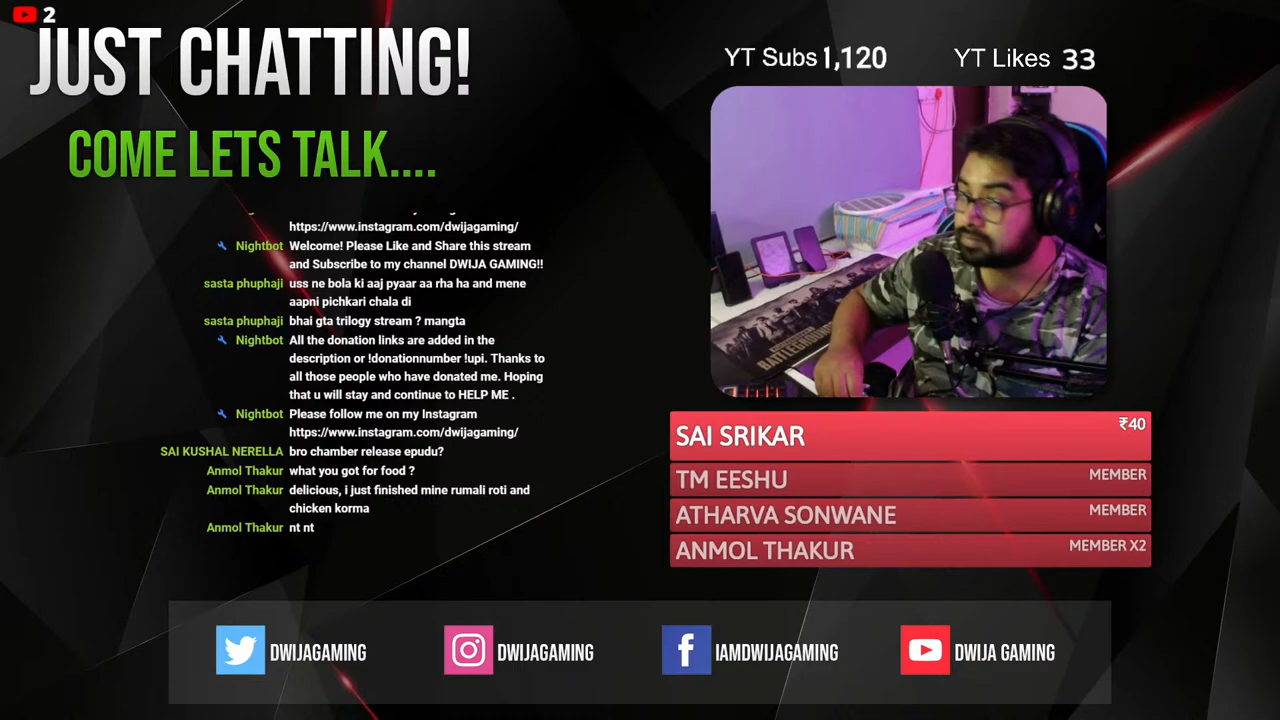 2
JUST CHATTING!
COME LETS TALK....
https://www.instagram.com/dwijagaming/
Nightbot Welcome! Please Like and Share this stream
and Subscribe to my channel DWIJA GAMING!!
sasta phuphaji uss ne bola ki aaj pyaar aa rha ha and mene
aapni pichkari chala di
sasta phuphaji bhai gta trilogy stream ? mangta
Nightbot All the donation links are added in the
description or !donationnumber !upi. Thanks to
all those people who have donated me. Hoping
that u will stay and continue to HELP ME .
Nightbot Please follow me on my Instagram
https://www.instagram.com/dwijagaming/
SAI KUSHAL NERELLA bro chamber release epudu?
Anmol Thakur what you got for food ?
Anmol Thakur delicious, i just finished mine rumali roti and
chicken korma
Anmol Thakur nt nt
YT Subs 1,120
YT Likes 33
BATTLEGROUNDS
SAI SRIKAR ₹40
TM EESHU MEMBER
ATHARVA SONWANE MEMBER
ANMOL THAKUR MEMBER X2
DWIJAGAMING
DWIJAGAMING
IAMDWIJAGAMING
DWIJA GAMING